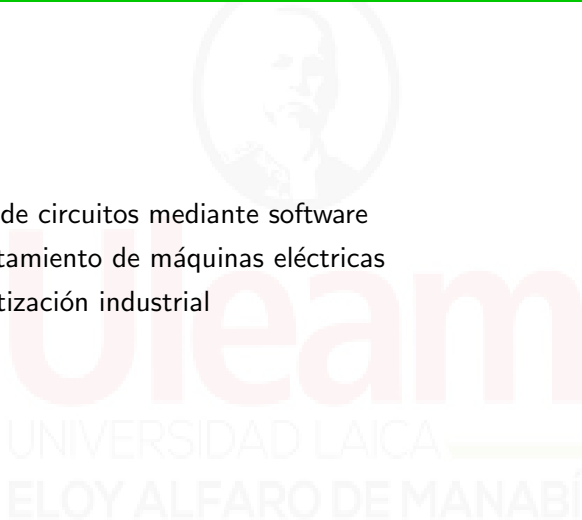 de circuitos mediante software
tamiento de máquinas eléctricas
tización industrial
Uleam
UNIVERSIDAD LAICA
ELOY ALFARO DE MANABÍ